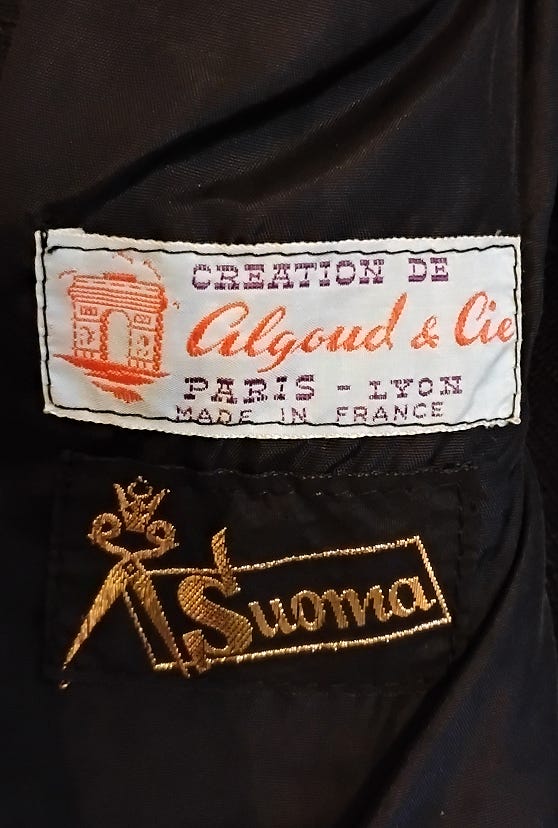 CREATION DE
Algoud & Cie
PARIS - LYON
MADE IN FRANCE
Suoma